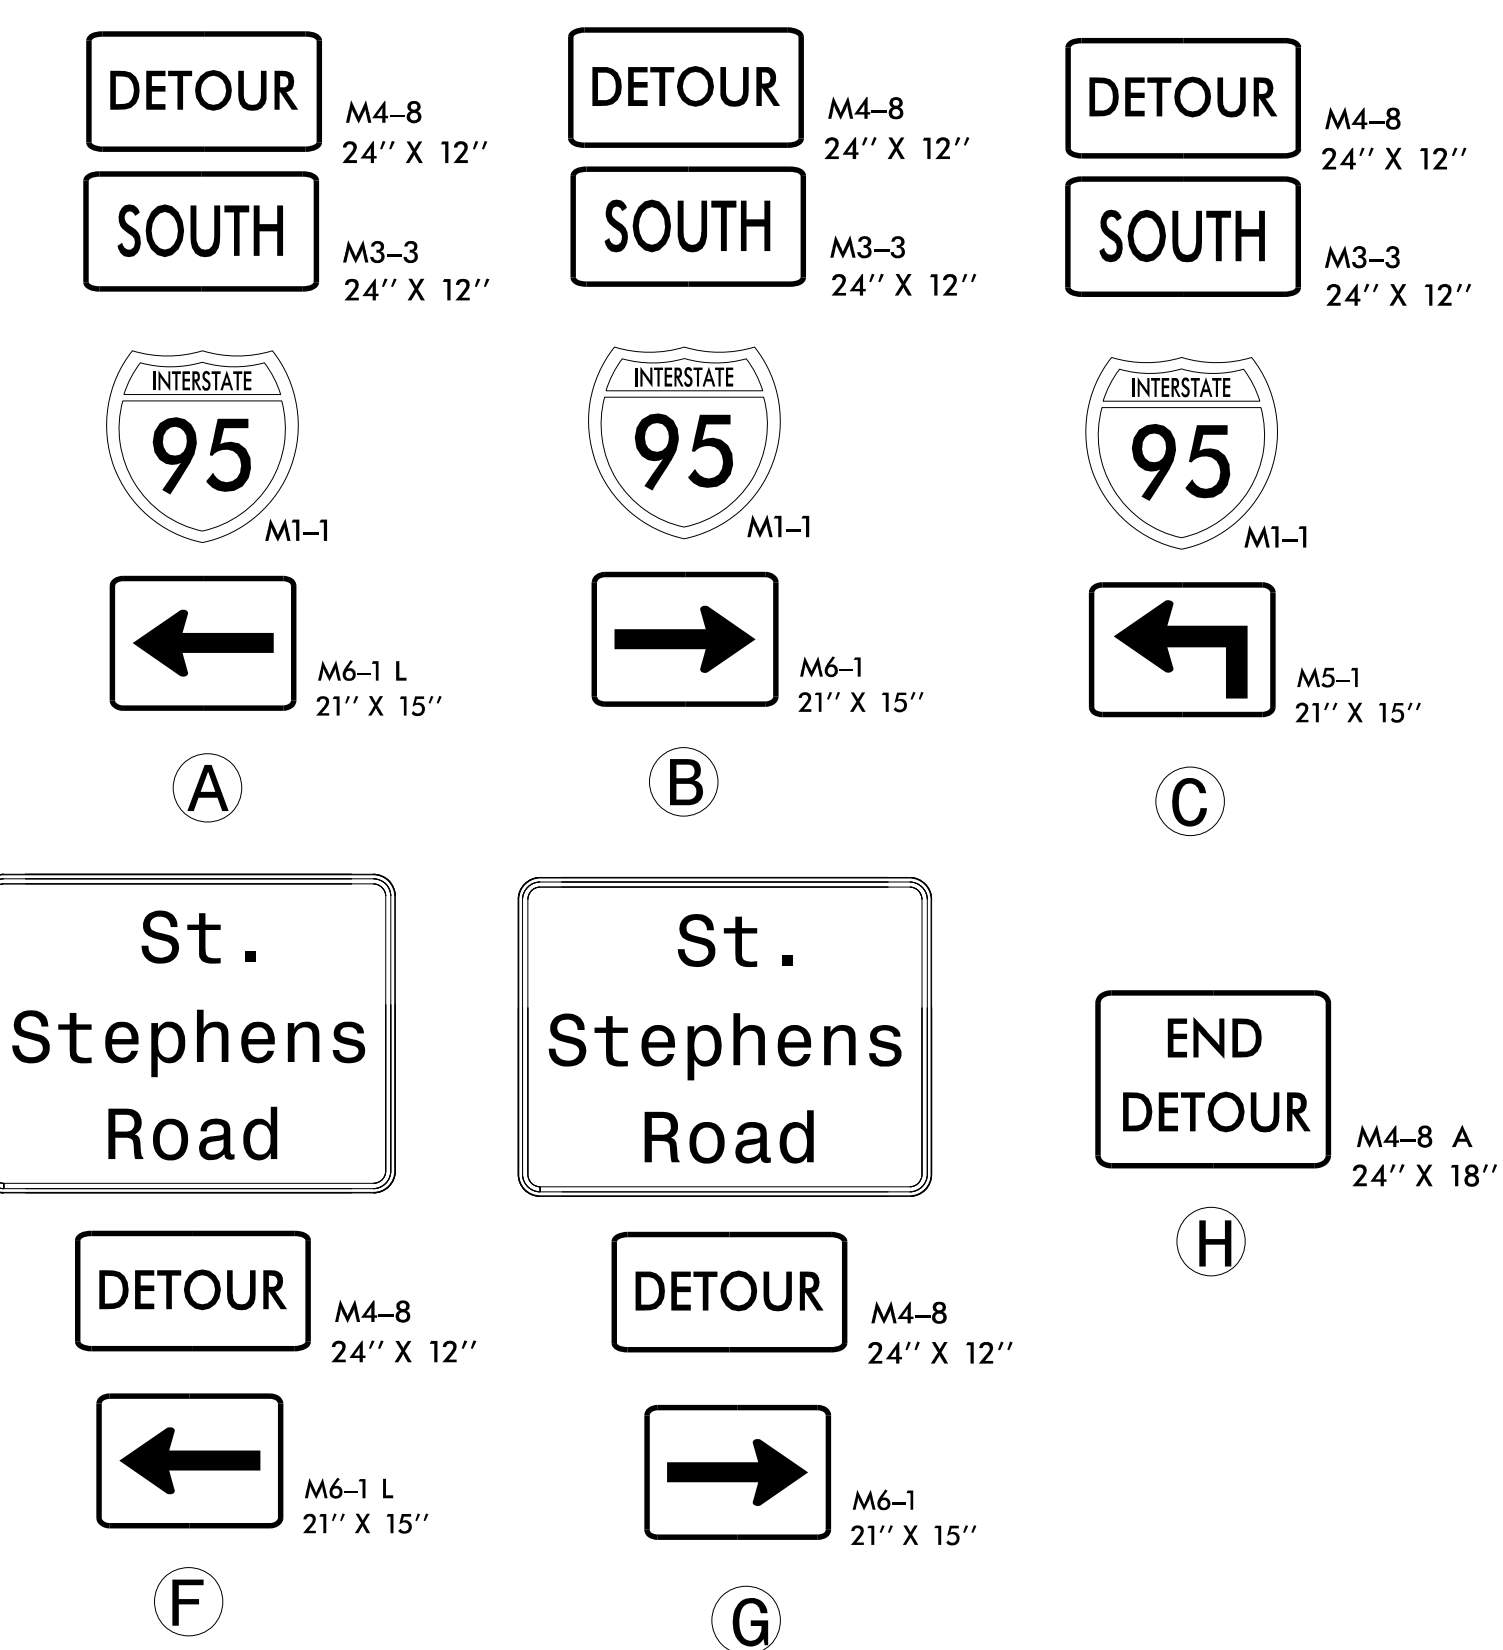 DETOUR
M4–8
24′′ X 12′′
SOUTH
M3–3
24′′ X 12′′
INTERSTATE
95
M1–1
M6–1 L
21′′ X 15′′
A
DETOUR
M4–8
24′′ X 12′′
SOUTH
M3–3
24′′ X 12′′
INTERSTATE
95
M1–1
M6–1
21′′ X 15′′
B
DETOUR
M4–8
24′′ X 12′′
SOUTH
M3–3
24′′ X 12′′
INTERSTATE
95
M1–1
M5–1
21′′ X 15′′
C
St.
Stephens
Road
DETOUR
M4–8
24′′ X 12′′
M6–1 L
21′′ X 15′′
F
St.
Stephens
Road
DETOUR
M4–8
24′′ X 12′′
M6–1
21′′ X 15′′
G
END
DETOUR
M4–8 A
24′′ X 18′′
H